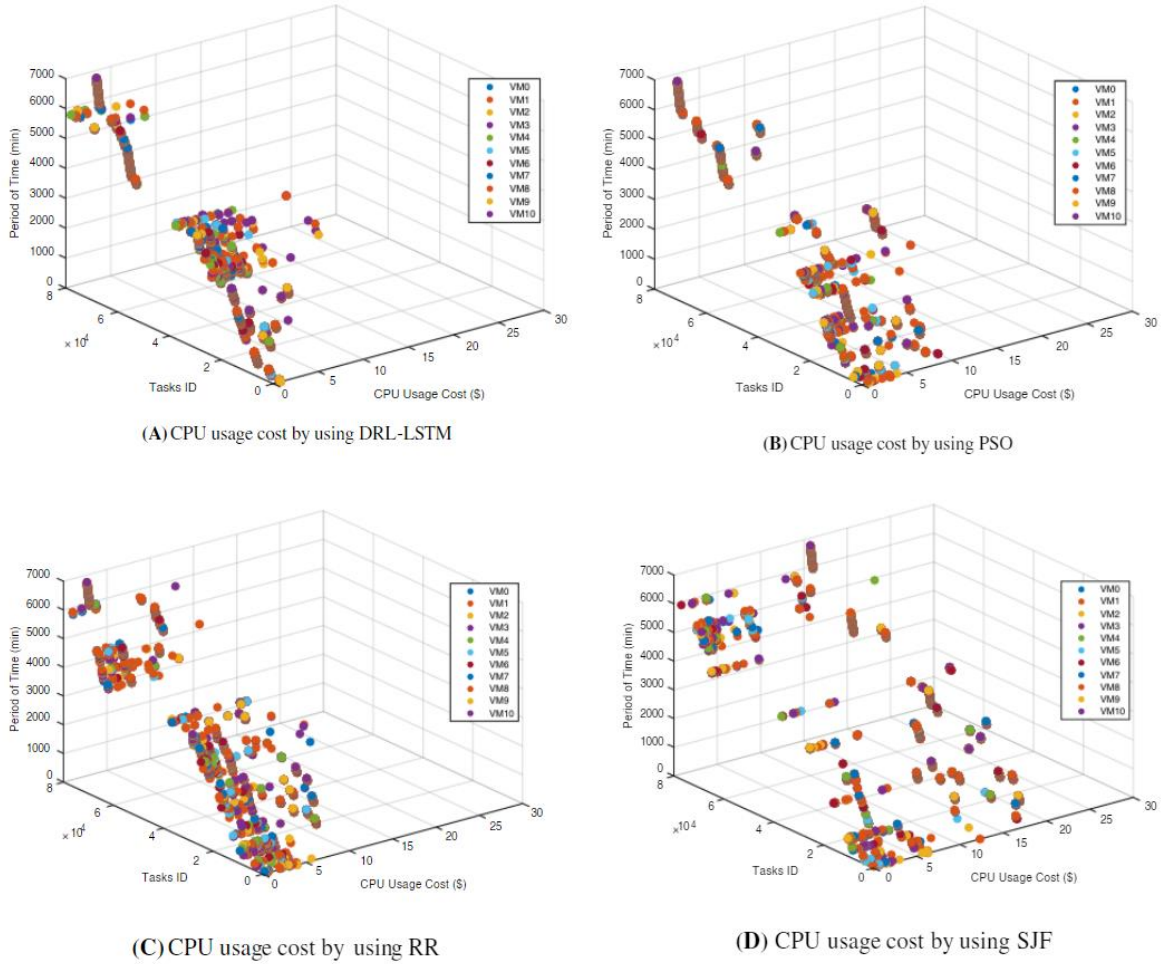 7000
6000
5000
4000
3000
2000
1000
0
Period of Time (min)
8
6
4
2
0
×10⁴
Tasks ID
0
5
10
15
20
25
30
CPU Usage Cost ($)
VM0
VM1
VM2
VM3
VM4
VM5
VM6
VM7
VM8
VM9
VM10
(A) CPU usage cost by using DRL-LSTM
7000
6000
5000
4000
3000
2000
1000
0
Period of Time (min)
8
6
4
2
0
×10⁴
Tasks ID
0
5
10
15
20
25
30
CPU Usage Cost ($)
VM0
VM1
VM2
VM3
VM4
VM5
VM6
VM7
VM8
VM9
VM10
(B) CPU usage cost by using PSO
7000
6000
5000
4000
3000
2000
1000
0
Period of Time (min)
8
6
4
2
0
×10⁴
Tasks ID
0
5
10
15
20
25
30
CPU Usage Cost ($)
VM0
VM1
VM2
VM3
VM4
VM5
VM6
VM7
VM8
VM9
VM10
(C) CPU usage cost by using RR
7000
6000
5000
4000
3000
2000
1000
0
Period of Time (min)
8
6
4
2
0
×10⁴
Tasks ID
0
5
10
15
20
25
30
CPU Usage Cost ($)
VM0
VM1
VM2
VM3
VM4
VM5
VM6
VM7
VM8
VM9
VM10
(D) CPU usage cost by using SJF